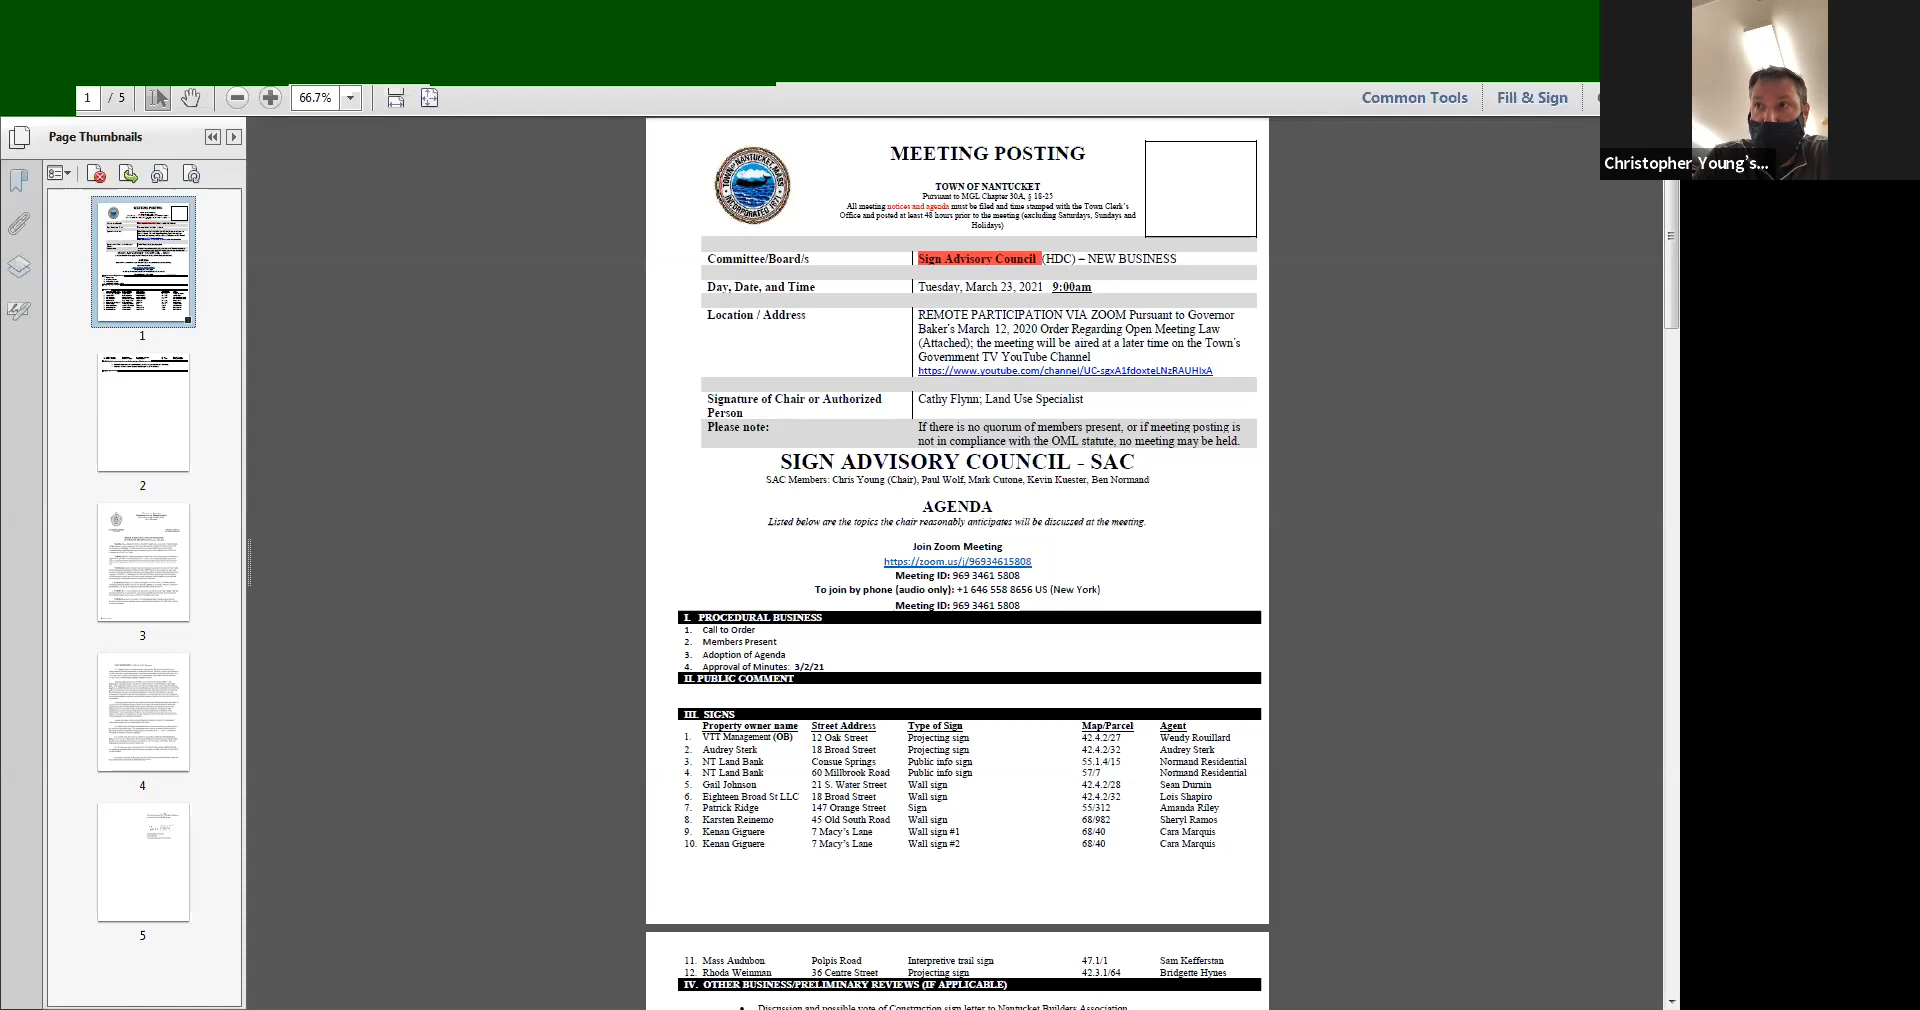 1 / 5
66.7%
Common Tools
Fill & Sign
Page Thumbnails
1
2
3
4
5
Christopher Young's...
TOWN OF NANTUCKET, MASS
INCORPORATED 1671
MEETING POSTING
TOWN OF NANTUCKET
Pursuant to MGL Chapter 30A, § 18-25
All meeting notices and agenda must be filed and time stamped with the Town Clerk's
Office and posted at least 48 hours prior to the meeting (excluding Saturdays, Sundays and
Holidays)
Committee/Board/s Sign Advisory Council (HDC) – NEW BUSINESS
Day, Date, and Time Tuesday, March 23, 2021 9:00am
Location / Address REMOTE PARTICIPATION VIA ZOOM Pursuant to Governor
Baker's March 12, 2020 Order Regarding Open Meeting Law
(Attached); the meeting will be aired at a later time on the Town's
Government TV YouTube Channel
https://www.youtube.com/channel/UC-sgxA1fdoxteLNzRAUHIxA
Signature of Chair or Authorized Cathy Flynn; Land Use Specialist
Person
Please note: If there is no quorum of members present, or if meeting posting is
not in compliance with the OML statute, no meeting may be held.
SIGN ADVISORY COUNCIL - SAC
SAC Members: Chris Young (Chair), Paul Wolf, Mark Cutone, Kevin Kuester, Ben Normand
AGENDA
Listed below are the topics the chair reasonably anticipates will be discussed at the meeting.
Join Zoom Meeting
https://zoom.us/j/96934615808
Meeting ID: 969 3461 5808
To join by phone (audio only): +1 646 558 8656 US (New York)
Meeting ID: 969 3461 5808
I. PROCEDURAL BUSINESS
1. Call to Order
2. Members Present
3. Adoption of Agenda
4. Approval of Minutes: 3/2/21
II. PUBLIC COMMENT
III. SIGNS
Property owner name Street Address Type of Sign Map/Parcel Agent
1. VTT Management (OB) 12 Oak Street Projecting sign 42.4.2/27 Wendy Rouillard
2. Audrey Sterk 18 Broad Street Projecting sign 42.4.2/32 Audrey Sterk
3. NT Land Bank Consue Springs Public info sign 55.1.4/15 Normand Residential
4. NT Land Bank 60 Millbrook Road Public info sign 57/7 Normand Residential
5. Gail Johnson 21 S. Water Street Wall sign 42.4.2/28 Sean Durnin
6. Eighteen Broad St LLC 18 Broad Street Wall sign 42.4.2/32 Lois Shapiro
7. Patrick Ridge 147 Orange Street Sign 55/312 Amanda Riley
8. Karsten Reinemo 45 Old South Road Wall sign 68/982 Sheryl Ramos
9. Kenan Giguere 7 Macy's Lane Wall sign #1 68/40 Cara Marquis
10. Kenan Giguere 7 Macy's Lane Wall sign #2 68/40 Cara Marquis
11. Mass Audubon Polpis Road Interpretive trail sign 47.1/1 Sam Kefferstan
12. Rhoda Weinman 36 Centre Street Projecting sign 42.3.1/64 Bridgette Hynes
IV. OTHER BUSINESS/PRELIMINARY REVIEWS (IF APPLICABLE)
• Discussion and possible vote of Construction sign letter to Nantucket Builders Association